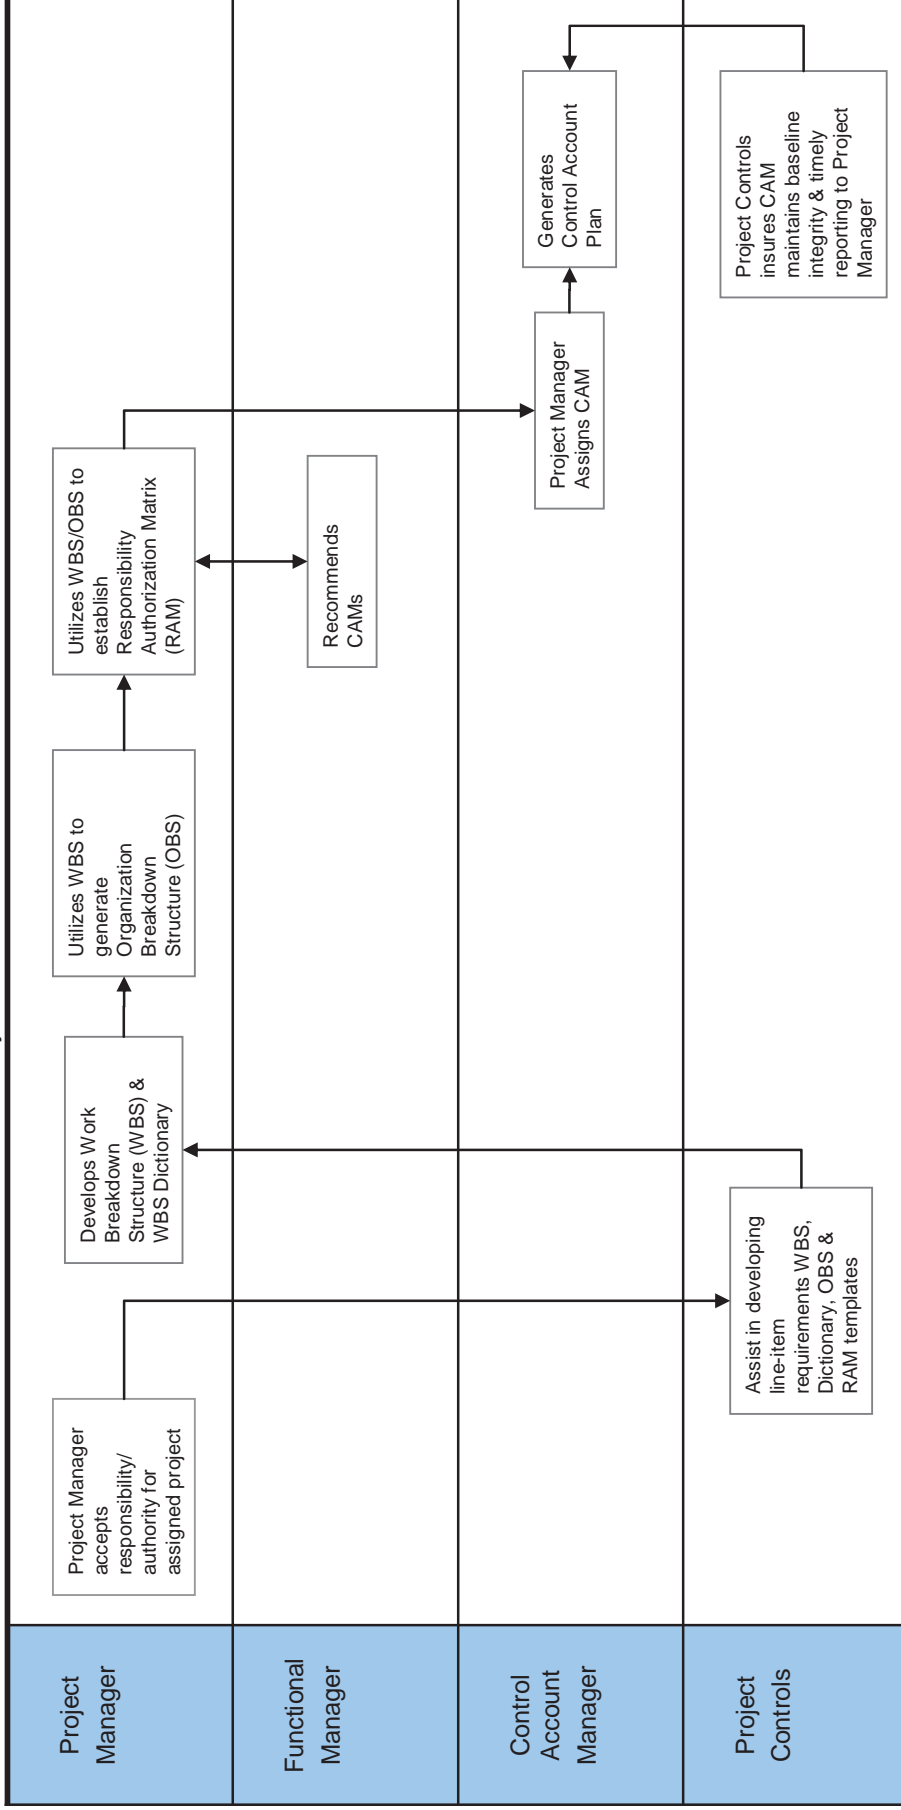 Project
Manager
Project Manager
accepts
responsibility/
authority for
assigned project
Develops Work
Breakdown
Structure (WBS) &
WBS Dictionary
Utilizes WBS to
generate
Organization
Breakdown
Structure (OBS)
Utilizes WBS/OBS to
establish
Responsibility
Authorization Matrix
(RAM)
Functional
Manager
Recommends
CAMs
Control
Account
Manager
Project Manager
Assigns CAM
Generates
Control Account
Plan
Project
Controls
Assist in developing
line-item
requirements WBS,
Dictionary, OBS &
RAM templates
Project Controls
insures CAM
maintains baseline
integrity & timely
reporting to Project
Manager